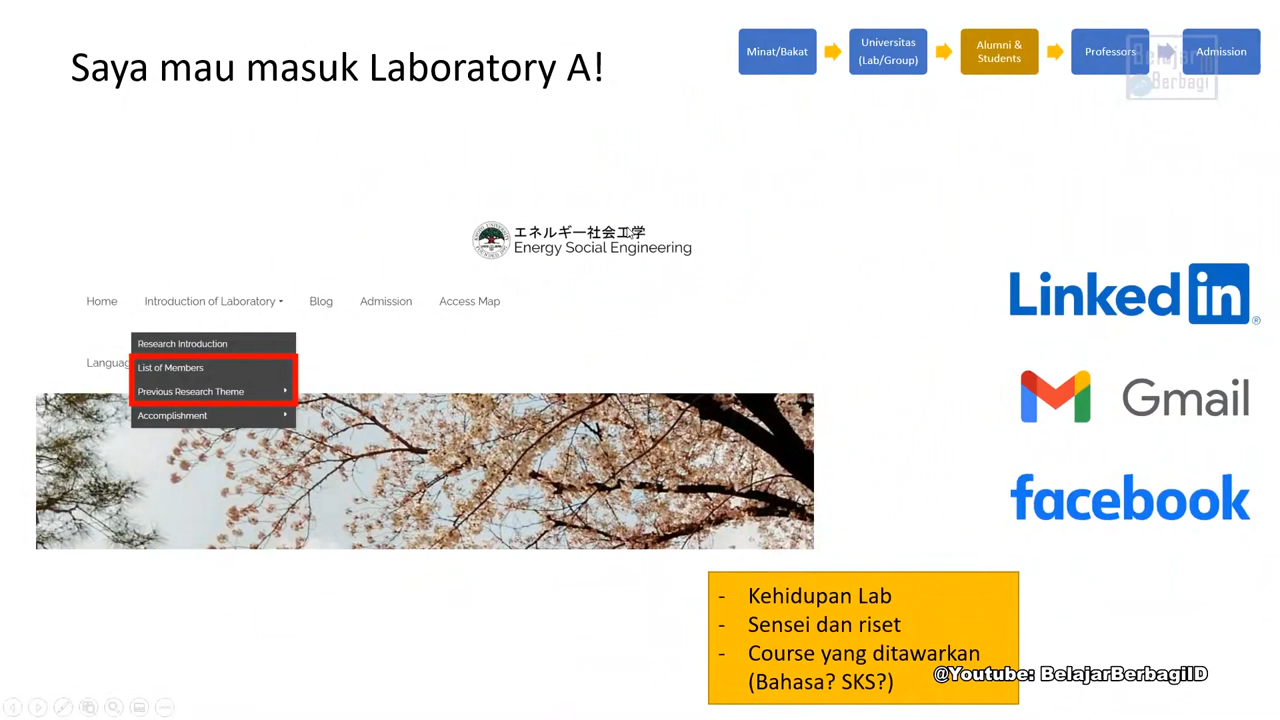 Saya mau masuk Laboratory A!
Minat/Bakat
Universitas
(Lab/Group)
Alumni &
Students
Professors
Admission
Belajar
Berbagi
エネルギー社会工学
Energy Social Engineering
Home
Introduction of Laboratory
Blog
Admission
Access Map
Research Introduction
List of Members
Previous Research Theme
Accomplishment
Languag
LinkedIn®
Gmail
facebook
- Kehidupan Lab
- Sensei dan riset
- Course yang ditawarkan
(Bahasa? SKS?)
@Youtube: BelajarBerbagiID